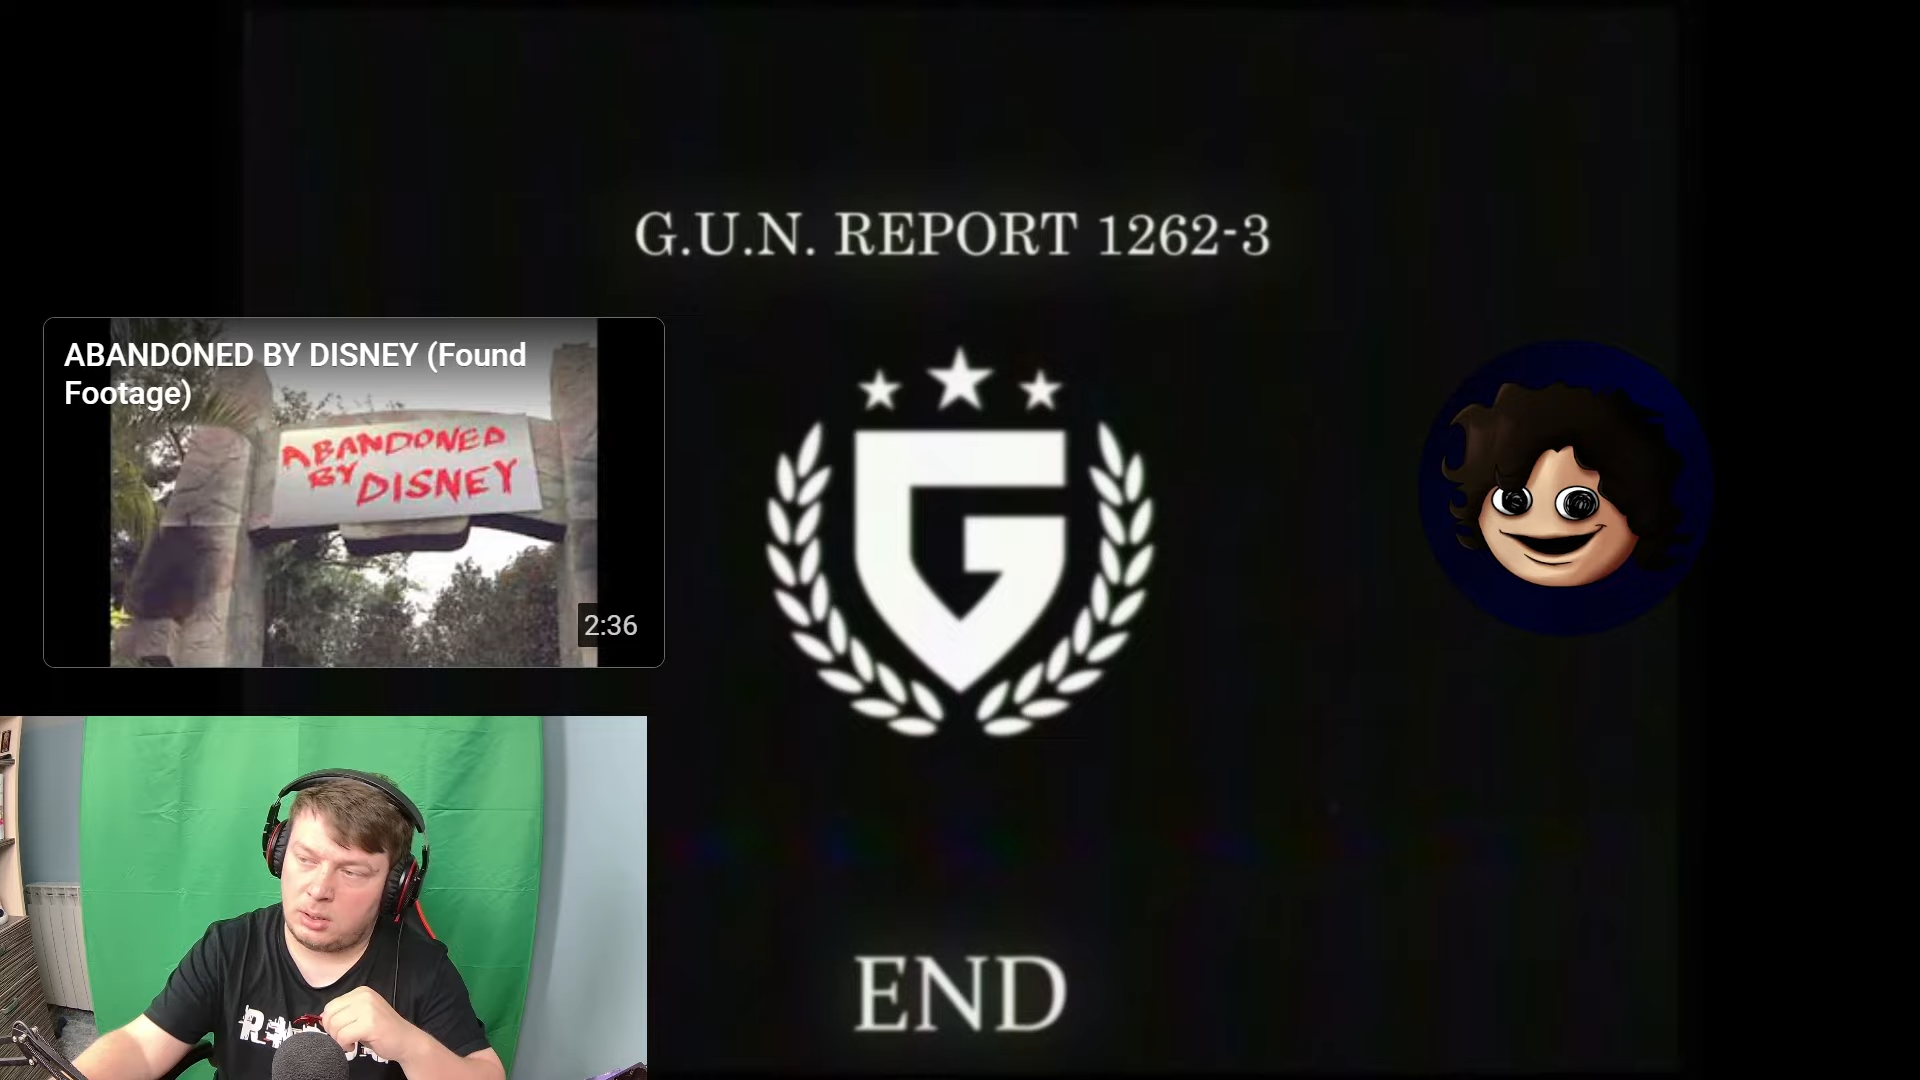 G.U.N. REPORT 1262-3
ABANDONED BY DISNEY (Found
Footage)
ABANDONED
BY DISNEY
2:36
G
END